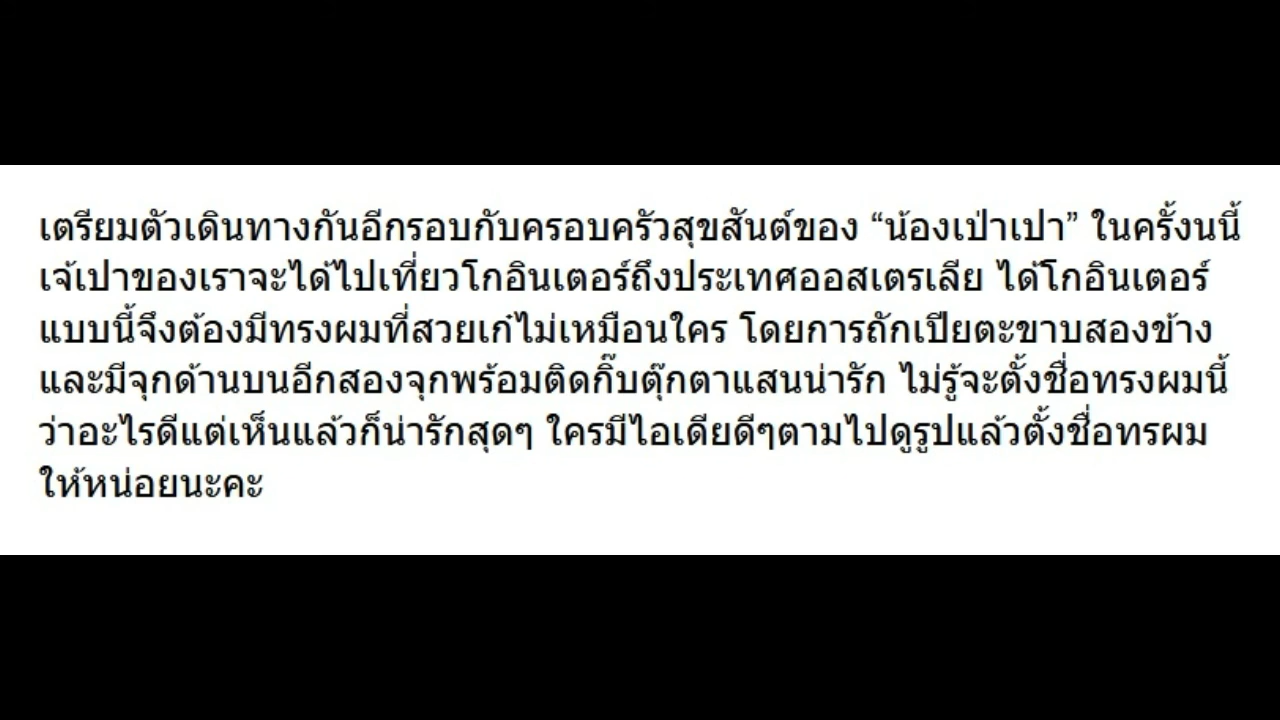 เตรียมตัวเดินทางกันอีกรอบกับครอบครัวสุขสันต์ของ “น้องเป่าเปา” ในครั้งนนี้
เจ้เปาของเราจะได้ไปเที่ยวโกอินเตอร์ถึงประเทศออสเตรเลีย ได้โกอินเตอร์
แบบนี้จึงต้องมีทรงผมที่สวยเก๋ไม่เหมือนใคร โดยการถักเปียตะขาบสองข้าง
และมีจุกด้านบนอีกสองจุกพร้อมติดกิ๊บตุ๊กตาแสนน่ารัก ไม่รู้จะตั้งชื่อทรงผมนี้
ว่าอะไรดีแต่เห็นแล้วก็น่ารักสุดๆ ใครมีไอเดียดีๆตามไปดูรูปแล้วตั้งชื่อทรผม
ให้หน่อยนะคะ